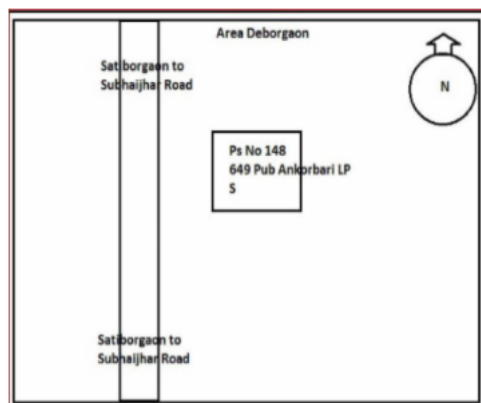 Area Deborgaon
Satiborgaon to
Subhaijhar Road
N
Ps No 148
649 Pub Ankorbari LP
S
Satiborgaon to
Subhaijhar Road